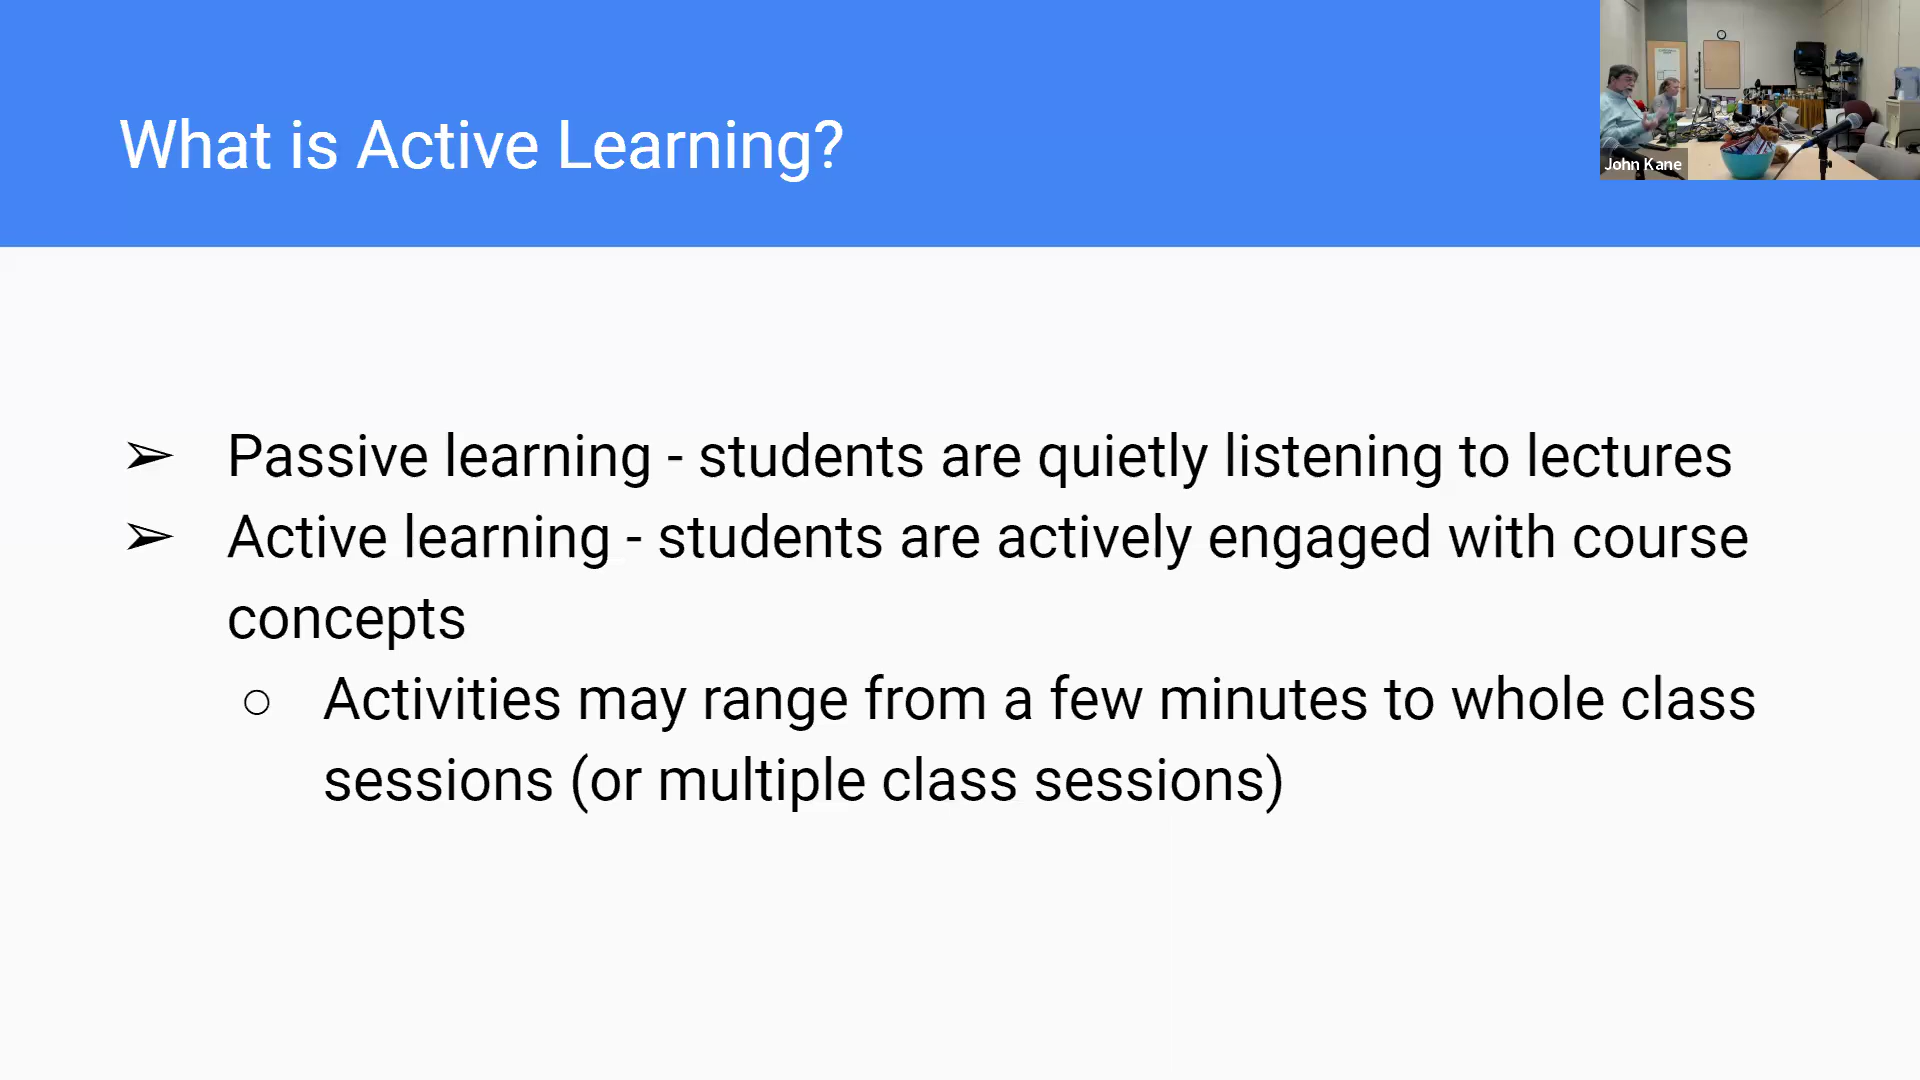 What is Active Learning?
John Kane
➢ Passive learning - students are quietly listening to lectures
➢ Active learning - students are actively engaged with course
concepts
○ Activities may range from a few minutes to whole class
sessions (or multiple class sessions)